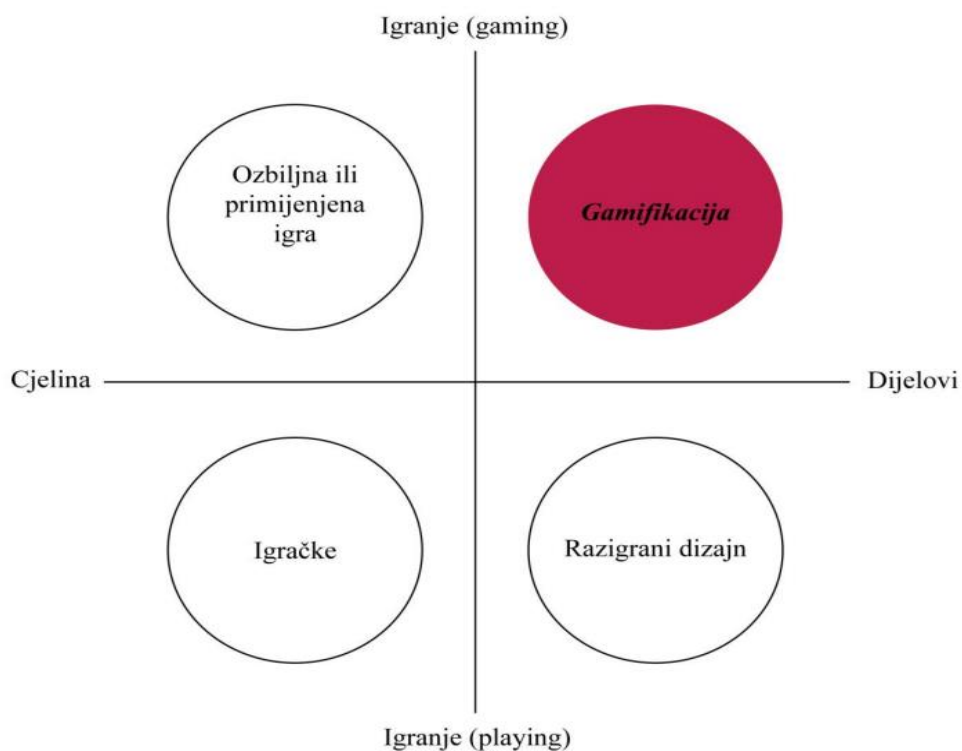 Igranje (gaming)
Ozbiljna ili
primijenjena
igra
Gamifikacija
Cjelina
Dijelovi
Igračke
Razigrani dizajn
Igranje (playing)